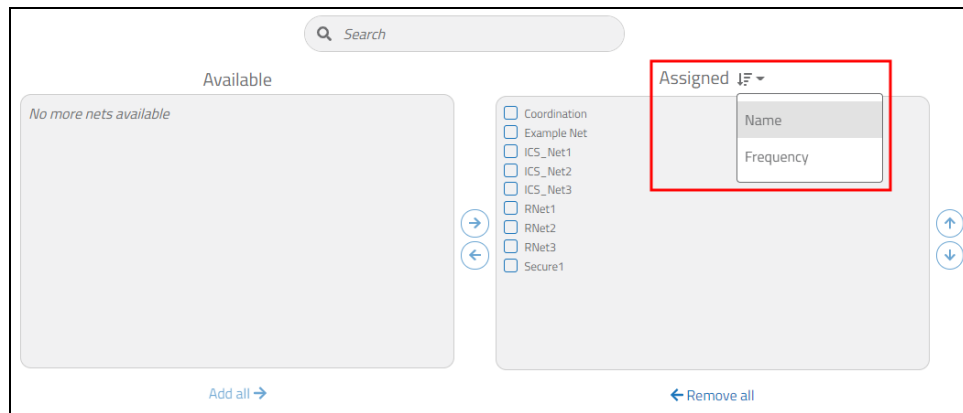 Search
Available
Assigned
No more nets available
Coordination
Example Net
ICS_Net1
ICS_Net2
ICS_Net3
RNet1
RNet2
RNet3
Secure1
Name
Frequency
Add all
Remove all